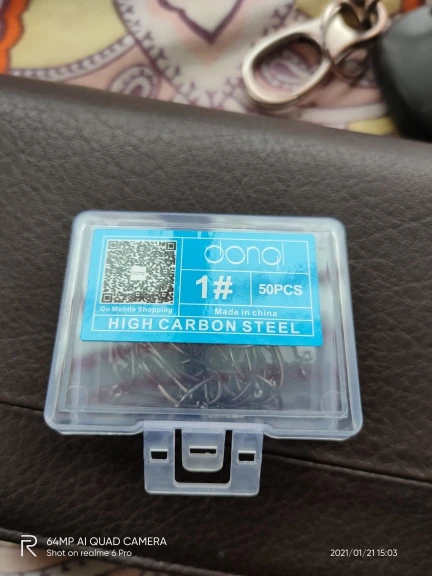 donql
1#
50PCS
Go Mobile Shopping
Made in china
HIGH CARBON STEEL
64MP AI QUAD CAMERA
Shot on realme 6 Pro
2021/01/21 15:03